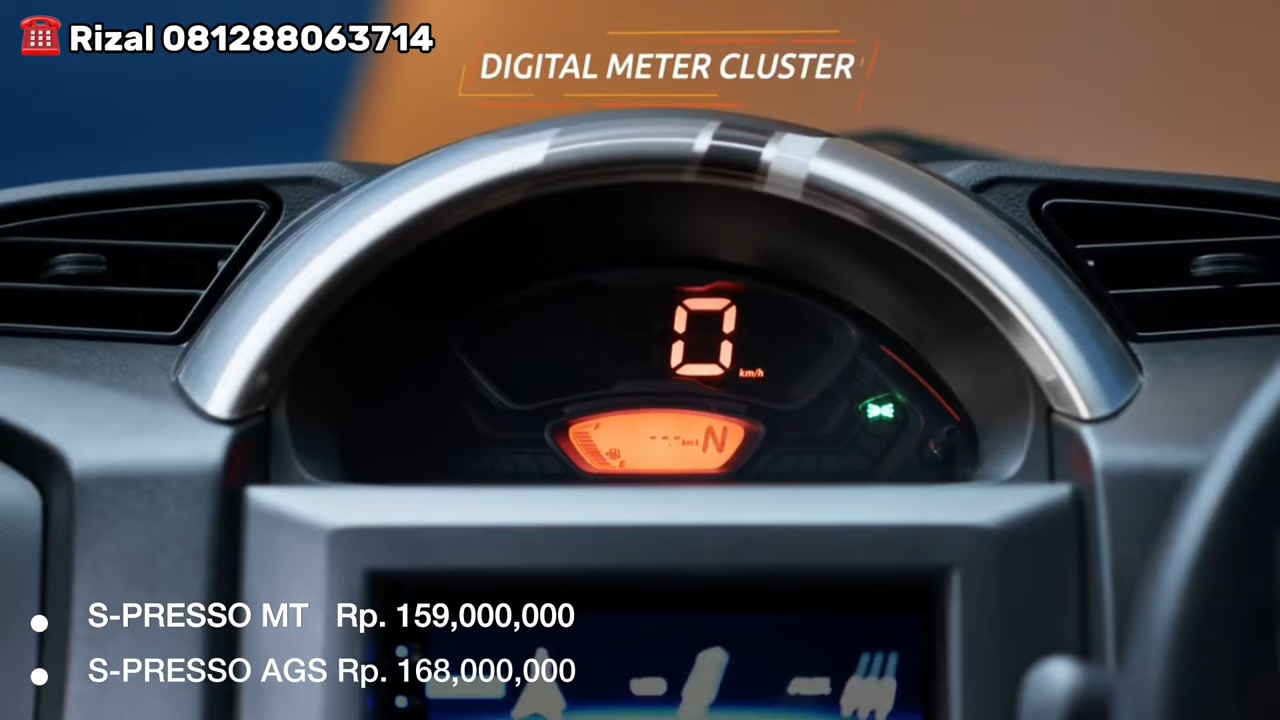 ☎️ Rizal 081288063714
DIGITAL METER CLUSTER
0
km/h
F
---
N
E
• S-PRESSO MT Rp. 159,000,000
• S-PRESSO AGS Rp. 168,000,000